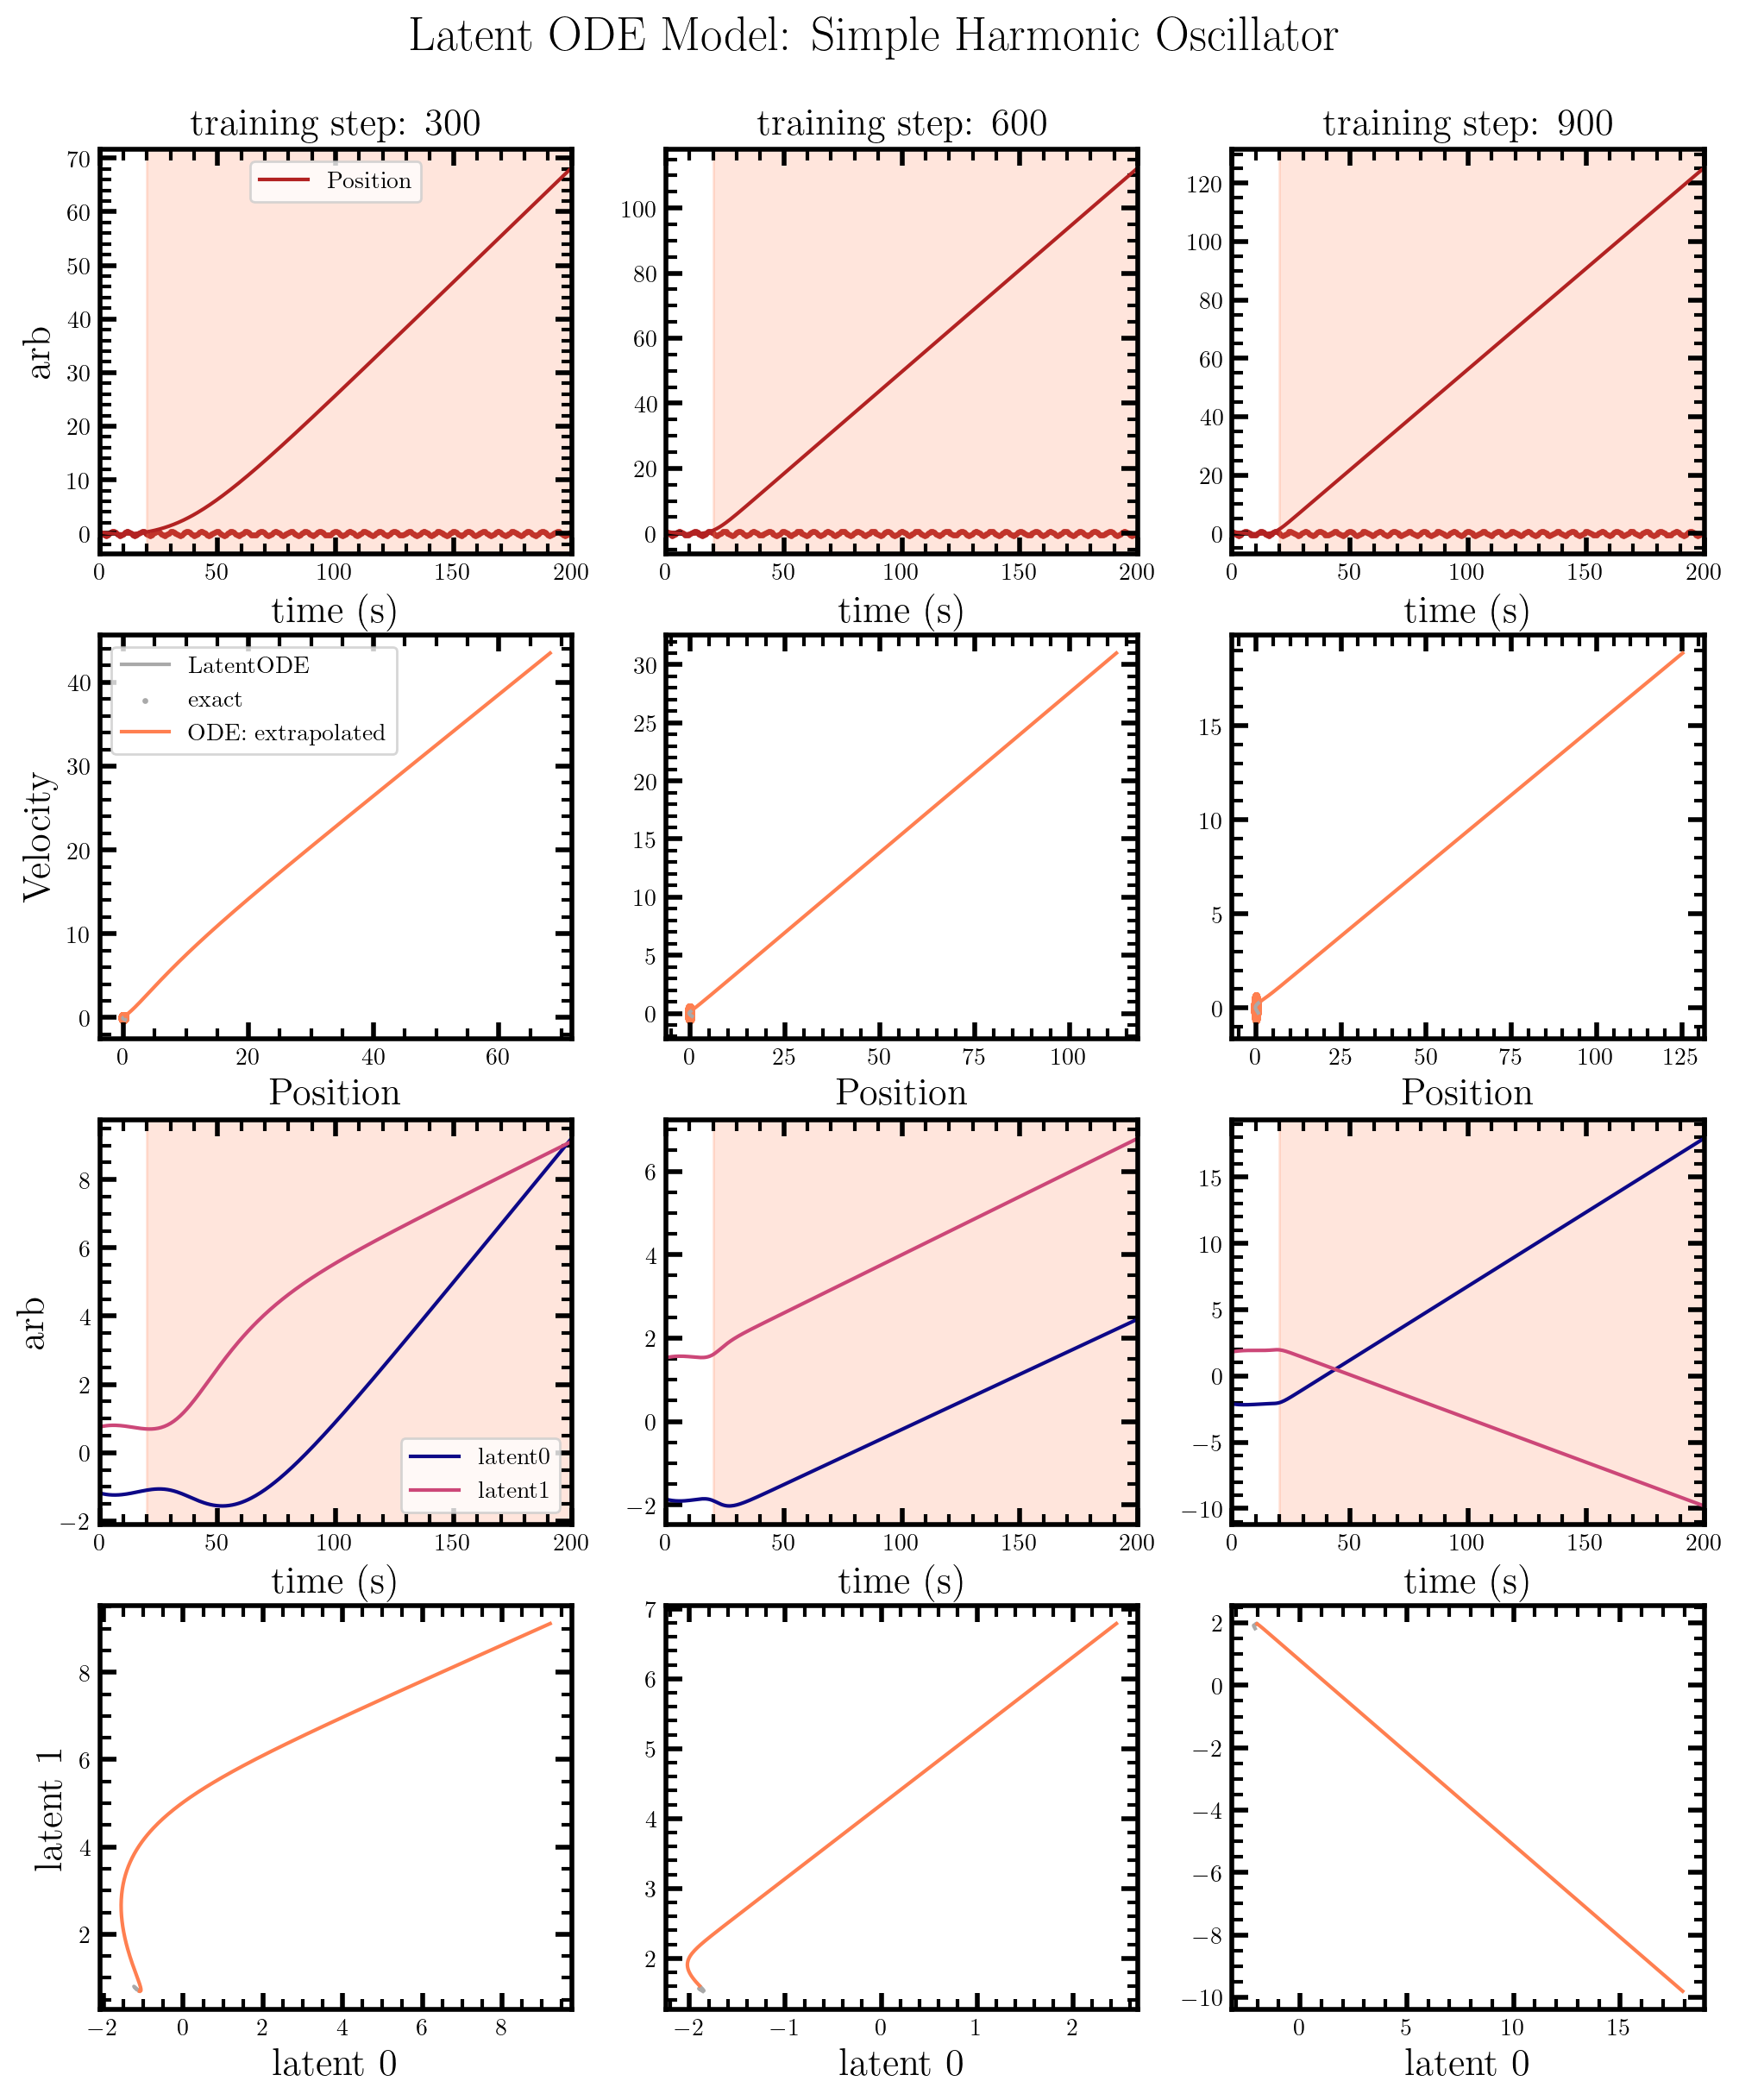 Latent ODE Model: Simple Harmonic Oscillator
training step: 300
training step: 600
training step: 900
70
60
50
40
30
20
10
0
arb
Position
0 50 100 150 200
time (s)
100
80
60
40
20
0
0 50 100 150 200
time (s)
120
100
80
60
40
20
0
0 50 100 150 200
time (s)
40
30
20
10
0
Velocity
LatentODE
exact
ODE: extrapolated
0 20 40 60
Position
30
25
20
15
10
5
0
0 25 50 75 100
Position
15
10
5
0
0 25 50 75 100 125
Position
8
6
4
2
0
−2
arb
latent0
latent1
0 50 100 150 200
time (s)
6
4
2
0
−2
0 50 100 150 200
time (s)
15
10
5
0
−5
−10
0 50 100 150 200
time (s)
8
6
4
2
latent 1
−2 0 2 4 6 8
latent 0
7
6
5
4
3
2
−2 −1 0 1 2
latent 0
2
0
−2
−4
−6
−8
−10
0 5 10 15
latent 0